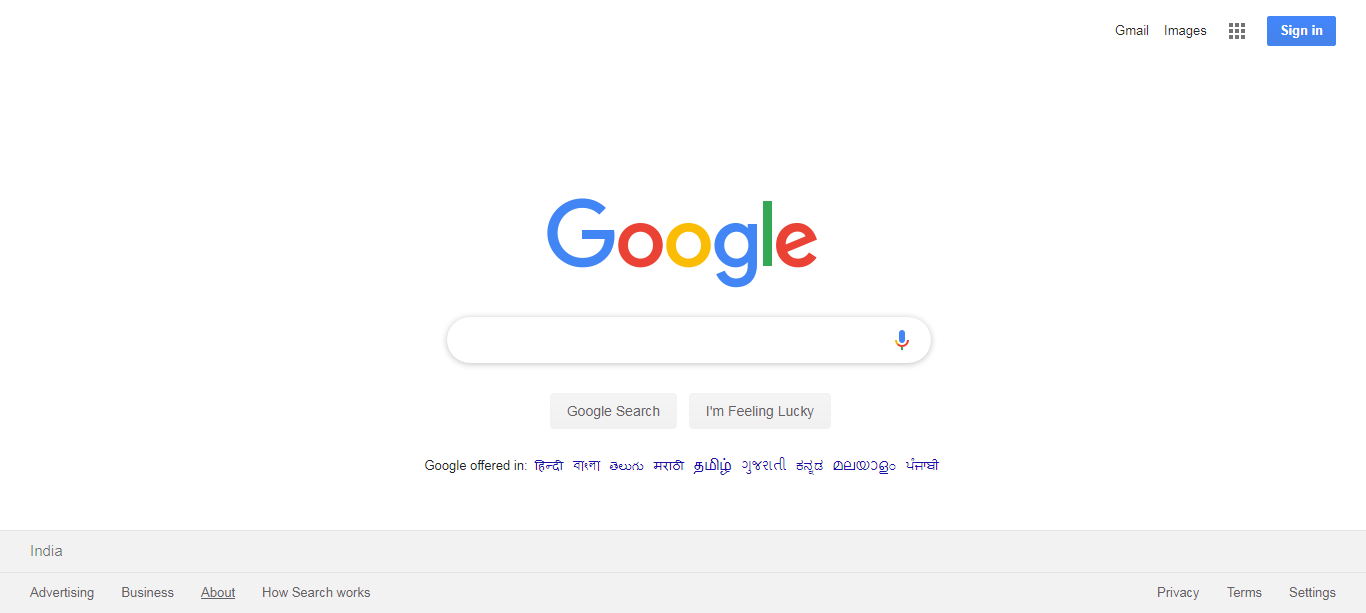 Gmail Images Sign in
Google
Google Search I'm Feeling Lucky
Google offered in: हिन्दी বাংলা తెలుగు मराठी தமிழ் ગુજરાતી ಕನ್ನಡ മലയാളം ਪੰਜਾਬੀ
India
Advertising Business About How Search works Privacy Terms Settings